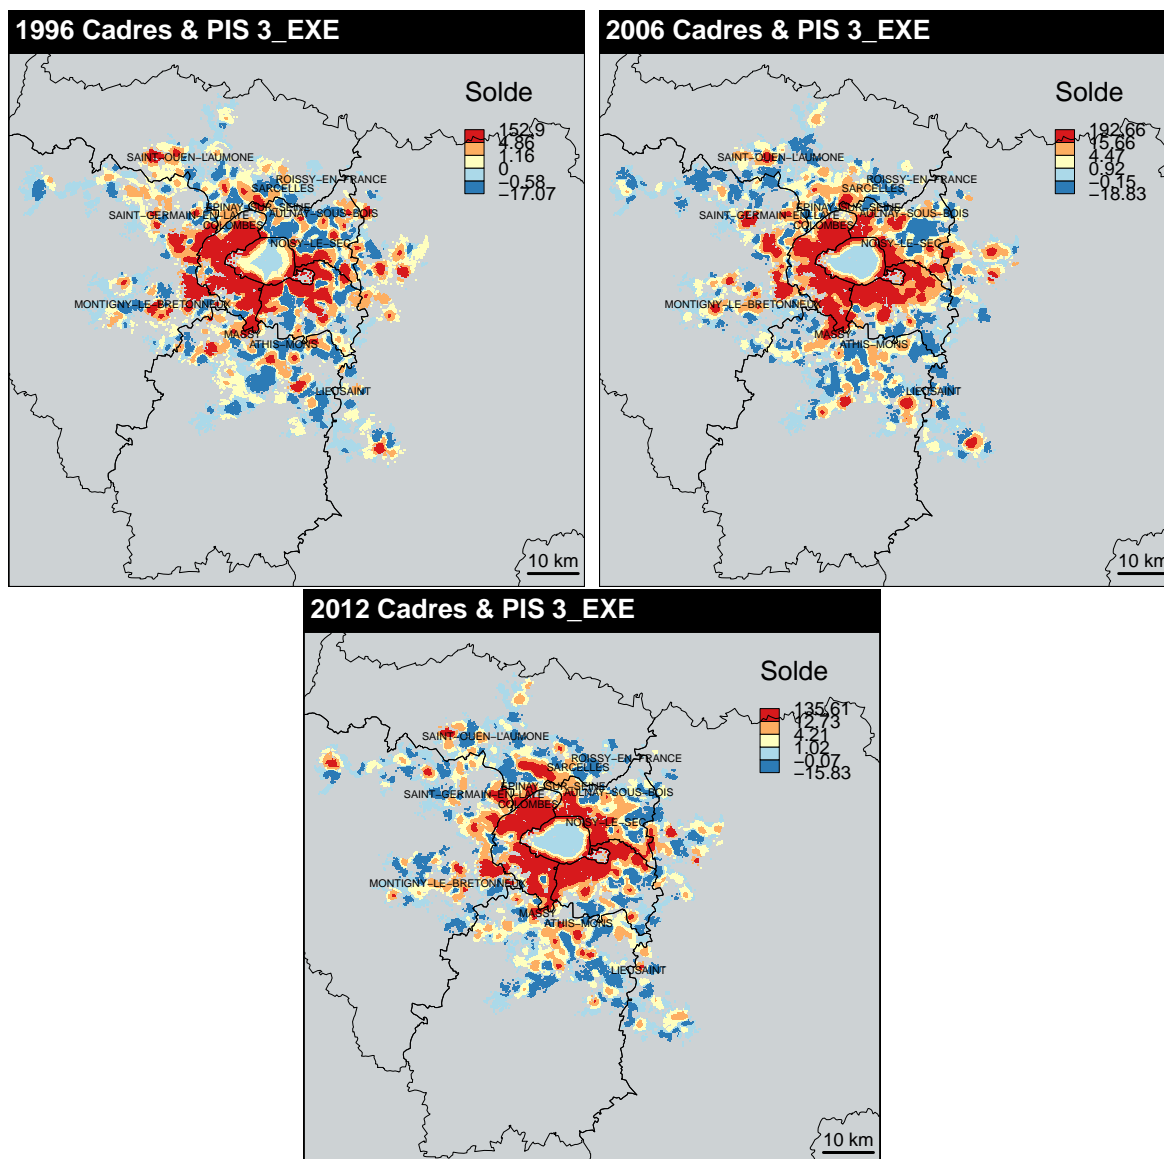 1996 Cadres & PIS 3_EXE
Solde
152.9
4.86
1.16
0
−0.58
−17.07
SAINT−OUEN−L'AUMONE
ROISSY−EN−FRANCE
SARCELLES
EPINAY−SUR−SEINE
AULNAY−SOUS−BOIS
SAINT−GERMAIN−EN−LAYE
COLOMBES
NOISY−LE−SEC
MONTIGNY−LE−BRETONNEUX
MASSY
ATHIS−MONS
LIEUSAINT
10 km
2006 Cadres & PIS 3_EXE
Solde
192.66
15.66
4.47
0.92
−0.15
−18.83
SAINT−OUEN−L'AUMONE
ROISSY−EN−FRANCE
SARCELLES
EPINAY−SUR−SEINE
AULNAY−SOUS−BOIS
SAINT−GERMAIN−EN−LAYE
COLOMBES
NOISY−LE−SEC
MONTIGNY−LE−BRETONNEUX
MASSY
ATHIS−MONS
LIEUSAINT
10 km
2012 Cadres & PIS 3_EXE
Solde
135.61
12.73
4.21
1.02
−0.07
−15.83
SAINT−OUEN−L'AUMONE
ROISSY−EN−FRANCE
SARCELLES
EPINAY−SUR−SEINE
AULNAY−SOUS−BOIS
SAINT−GERMAIN−EN−LAYE
COLOMBES
NOISY−LE−SEC
MONTIGNY−LE−BRETONNEUX
MASSY
ATHIS−MONS
LIEUSAINT
10 km